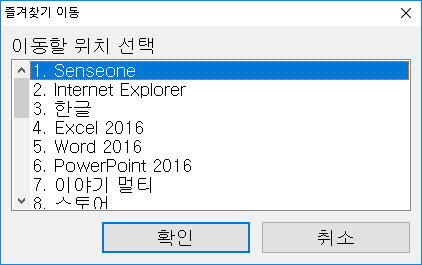 즐겨찾기 이동
이동할 위치 선택
1. Senseone
2. Internet Explorer
3. 한글
4. Excel 2016
5. Word 2016
6. PowerPoint 2016
7. 이야기 멀티
8. 스토어
확인 취소